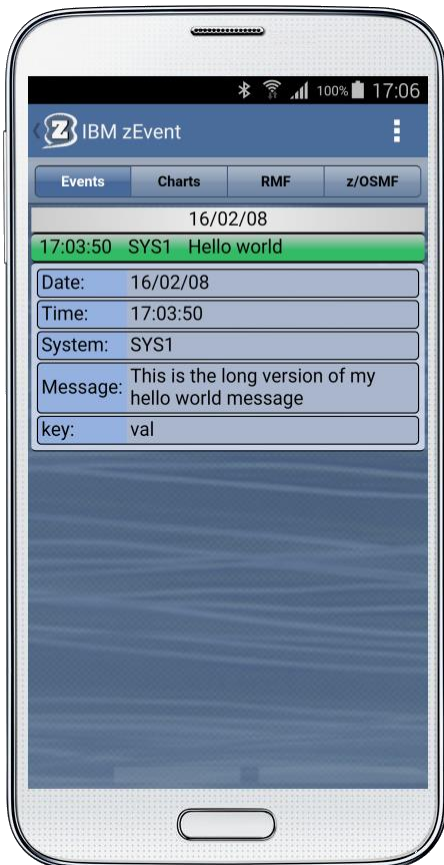 100% 17:06
Z IBM zEvent
Events Charts RMF z/OSMF
16/02/08
17:03:50 SYS1 Hello world
Date: 16/02/08
Time: 17:03:50
System: SYS1
Message: This is the long version of my
hello world message
key: val